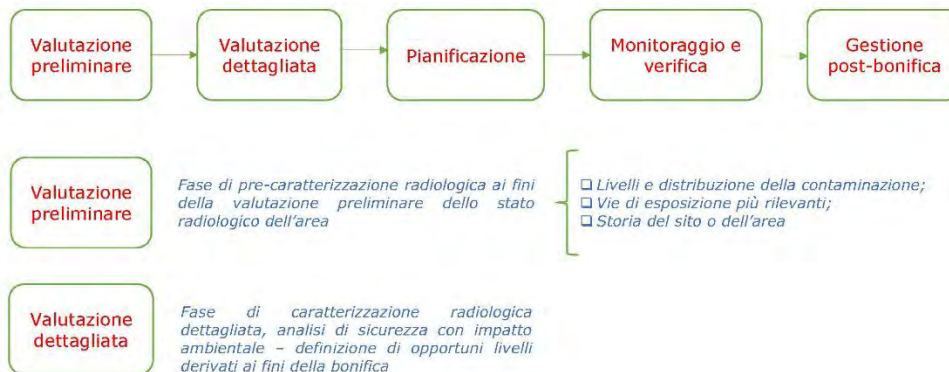 Valutazione
preliminare
Valutazione
dettagliata
Pianificazione
Monitoraggio e
verifica
Gestione
post-bonifica
Valutazione
preliminare
Fase di pre-caratterizzazione radiologica ai fini
della valutazione preliminare dello stato
radiologico dell'area
❑ Livelli e distribuzione della contaminazione;
❑ Vie di esposizione più rilevanti;
❑ Storia del sito o dell'area
Valutazione
dettagliata
Fase di caratterizzazione radiologica
dettagliata, analisi di sicurezza con impatto
ambientale – definizione di opportuni livelli
derivati ai fini della bonifica